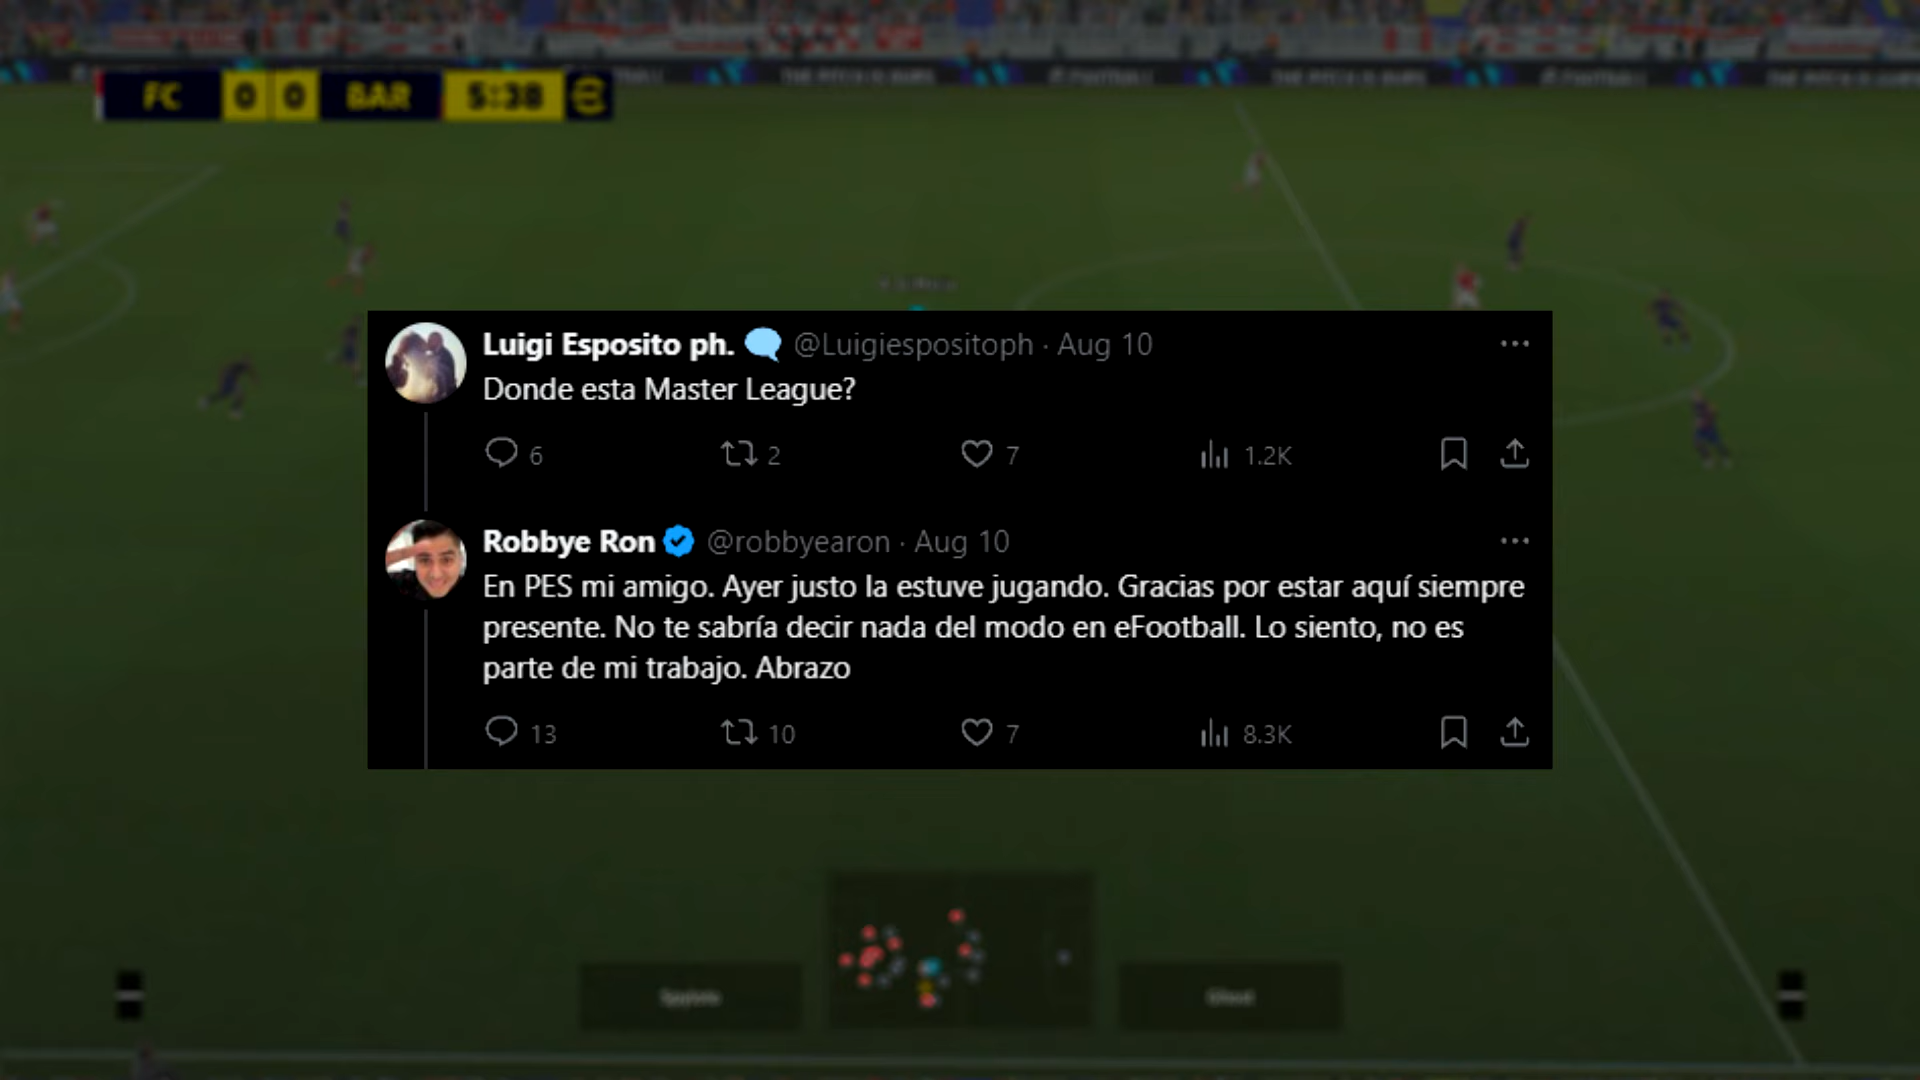 FC 0 0 BAR 5:38
Luigi Esposito ph. @Luigiespositoph · Aug 10
Donde esta Master League?
6 2 7 1.2K
Robbye Ron @robbyearon · Aug 10
En PES mi amigo. Ayer justo la estuve jugando. Gracias por estar aquí siempre
presente. No te sabría decir nada del modo en eFootball. Lo siento, no es
parte de mi trabajo. Abrazo
13 10 7 8.3K